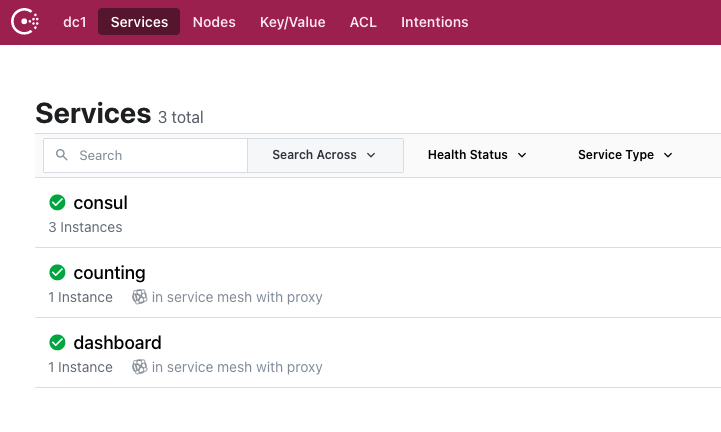 dc1 Services Nodes Key/Value ACL Intentions
Services 3 total
Search Search Across Health Status Service Type
consul
3 Instances
counting
1 Instance in service mesh with proxy
dashboard
1 Instance in service mesh with proxy